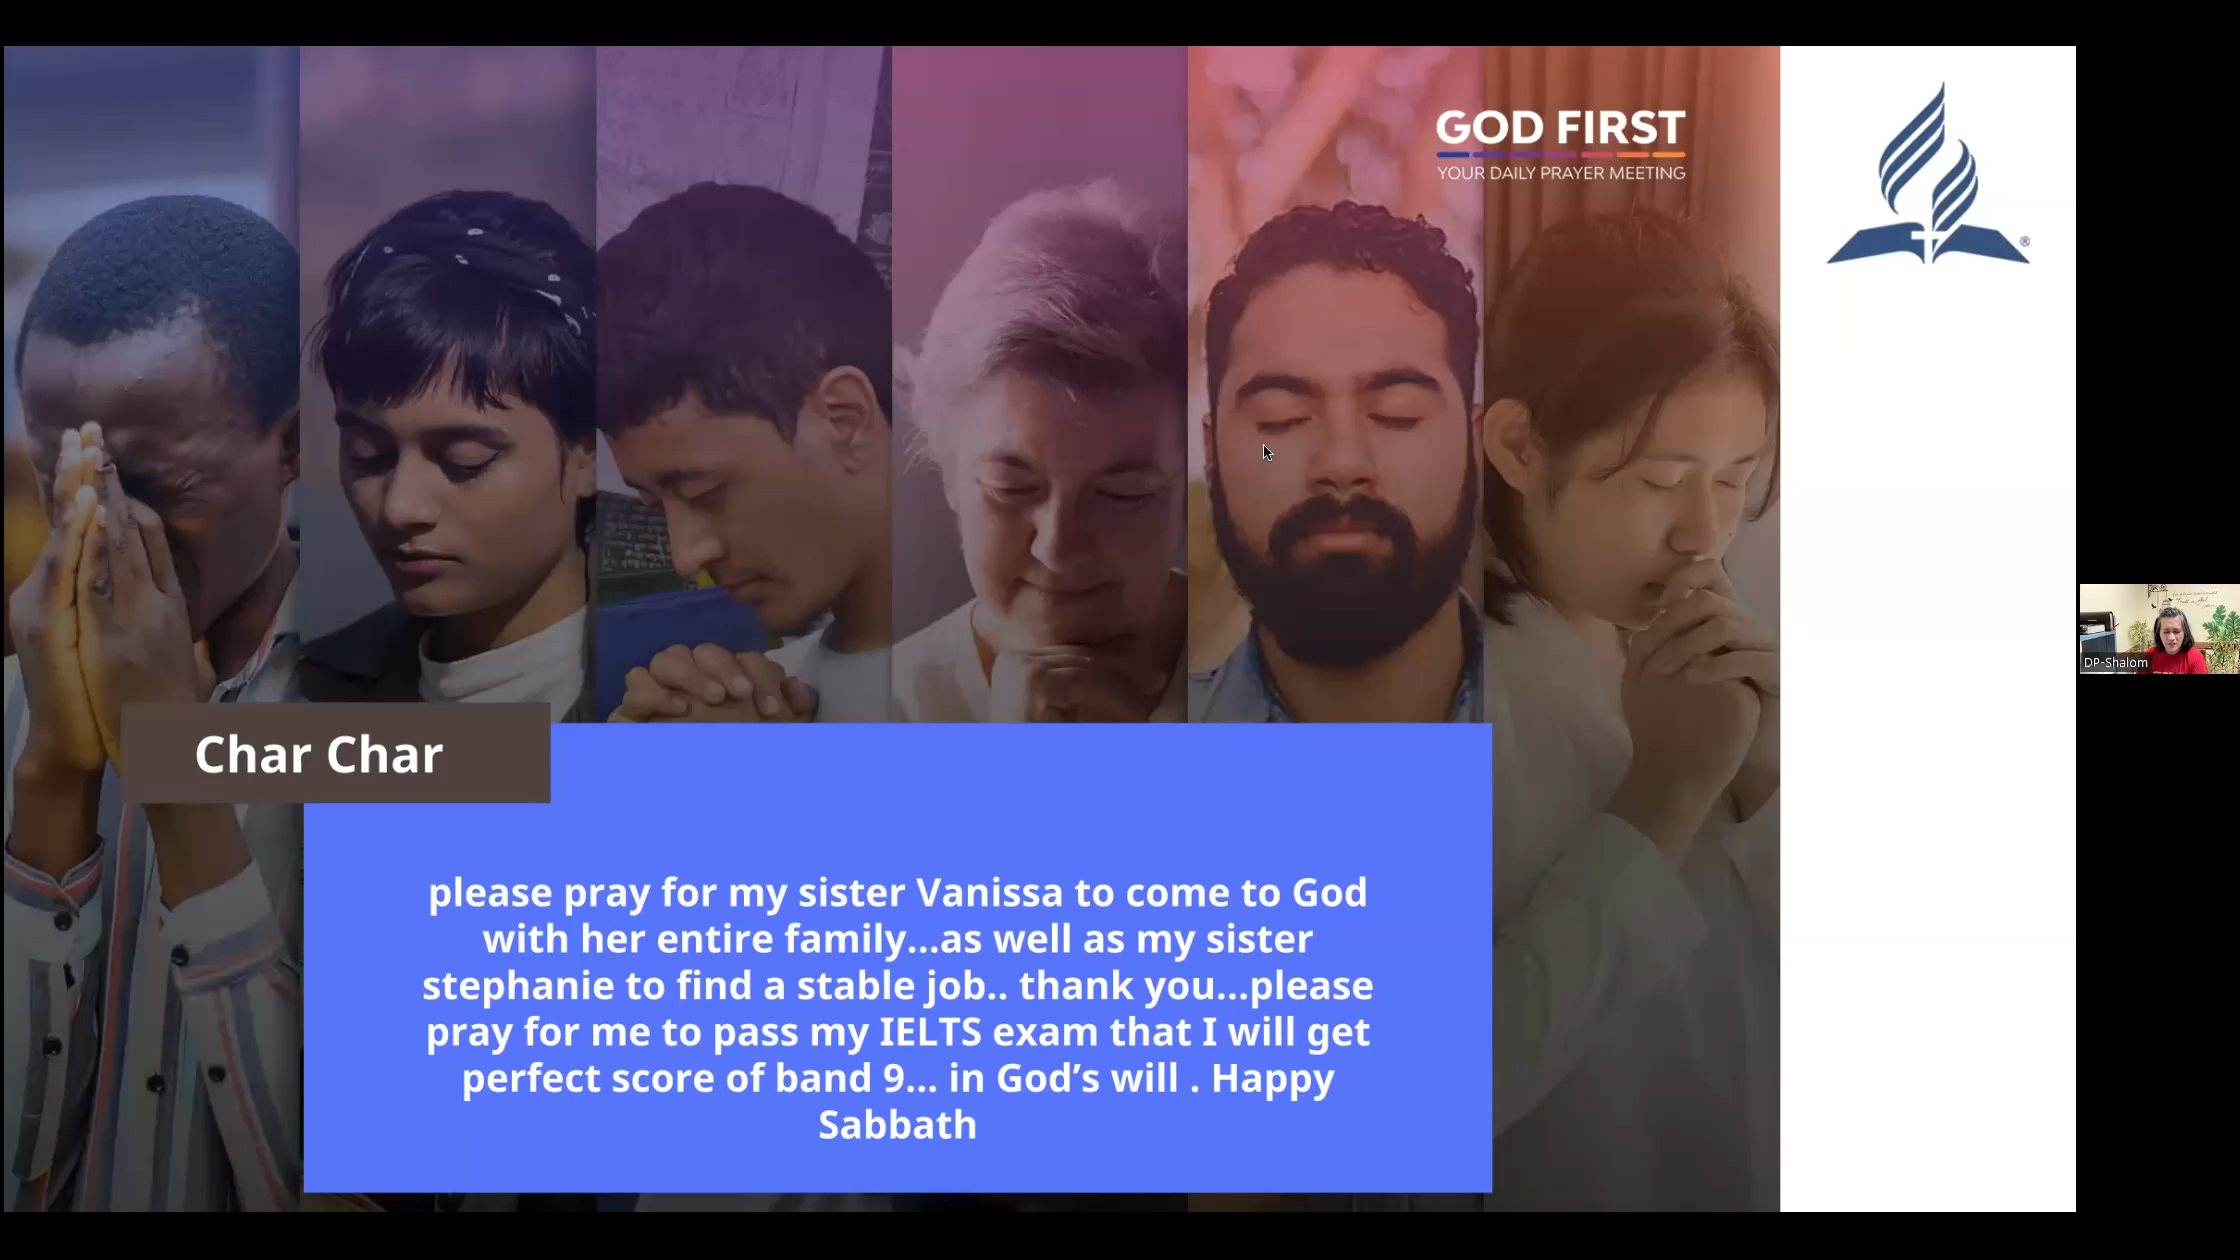 GOD FIRST
YOUR DAILY PRAYER MEETING
®
Char Char
please pray for my sister Vanissa to come to God
with her entire family...as well as my sister
stephanie to find a stable job.. thank you...please
pray for me to pass my IELTS exam that I will get
perfect score of band 9... in God’s will . Happy
Sabbath
DP-Shalom